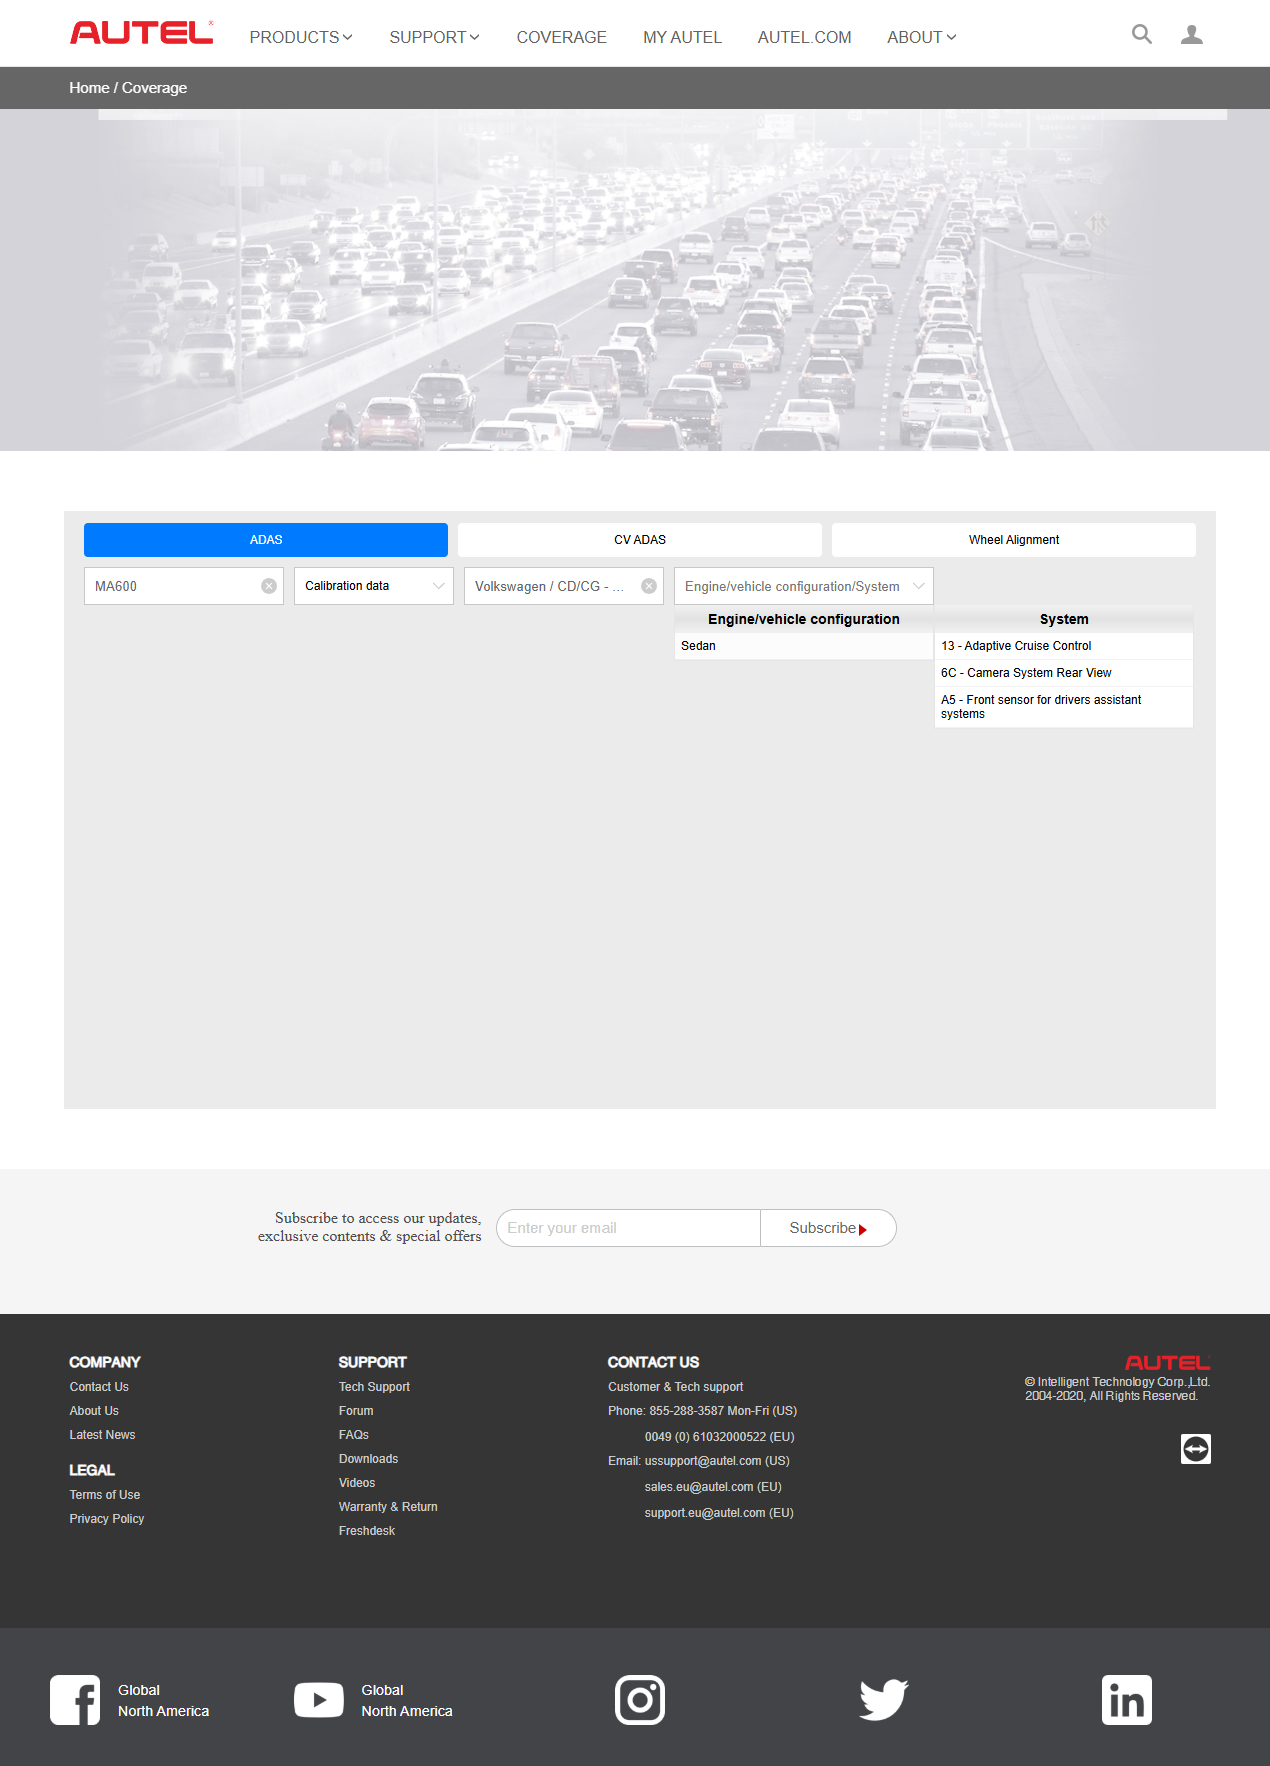 AUTEL
PRODUCTS
SUPPORT
COVERAGE
MY AUTEL
AUTEL.COM
ABOUT
Home / Coverage
ADAS
CV ADAS
Wheel Alignment
MA600
Calibration data
Volkswagen / CD/CG - ...
Engine/vehicle configuration/System
Engine/vehicle configuration
System
Sedan
13 - Adaptive Cruise Control
6C - Camera System Rear View
A5 - Front sensor for drivers assistant
systems
Subscribe to access our updates,
exclusive contents & special offers
Enter your email
Subscribe
COMPANY
Contact Us
About Us
Latest News
LEGAL
Terms of Use
Privacy Policy
SUPPORT
Tech Support
Forum
FAQs
Downloads
Videos
Warranty & Return
Freshdesk
CONTACT US
Customer & Tech support
Phone: 855-288-3587 Mon-Fri (US)
0049 (0) 61032000522 (EU)
Email: ussupport@autel.com (US)
sales.eu@autel.com (EU)
support.eu@autel.com (EU)
AUTEL
© Intelligent Technology Corp.,Ltd.
2004-2020, All Rights Reserved.
Global
North America
Global
North America